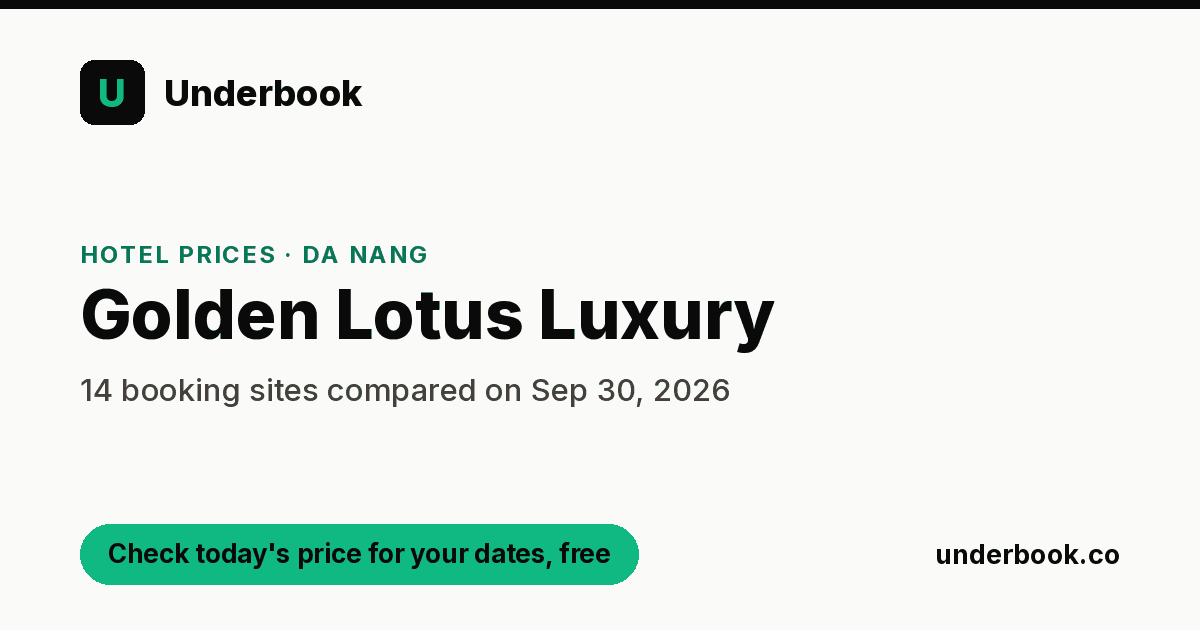 U Underbook
HOTEL PRICES · DA NANG
Golden Lotus Luxury
14 booking sites compared on Sep 30, 2026
Check today's price for your dates, free
underbook.co